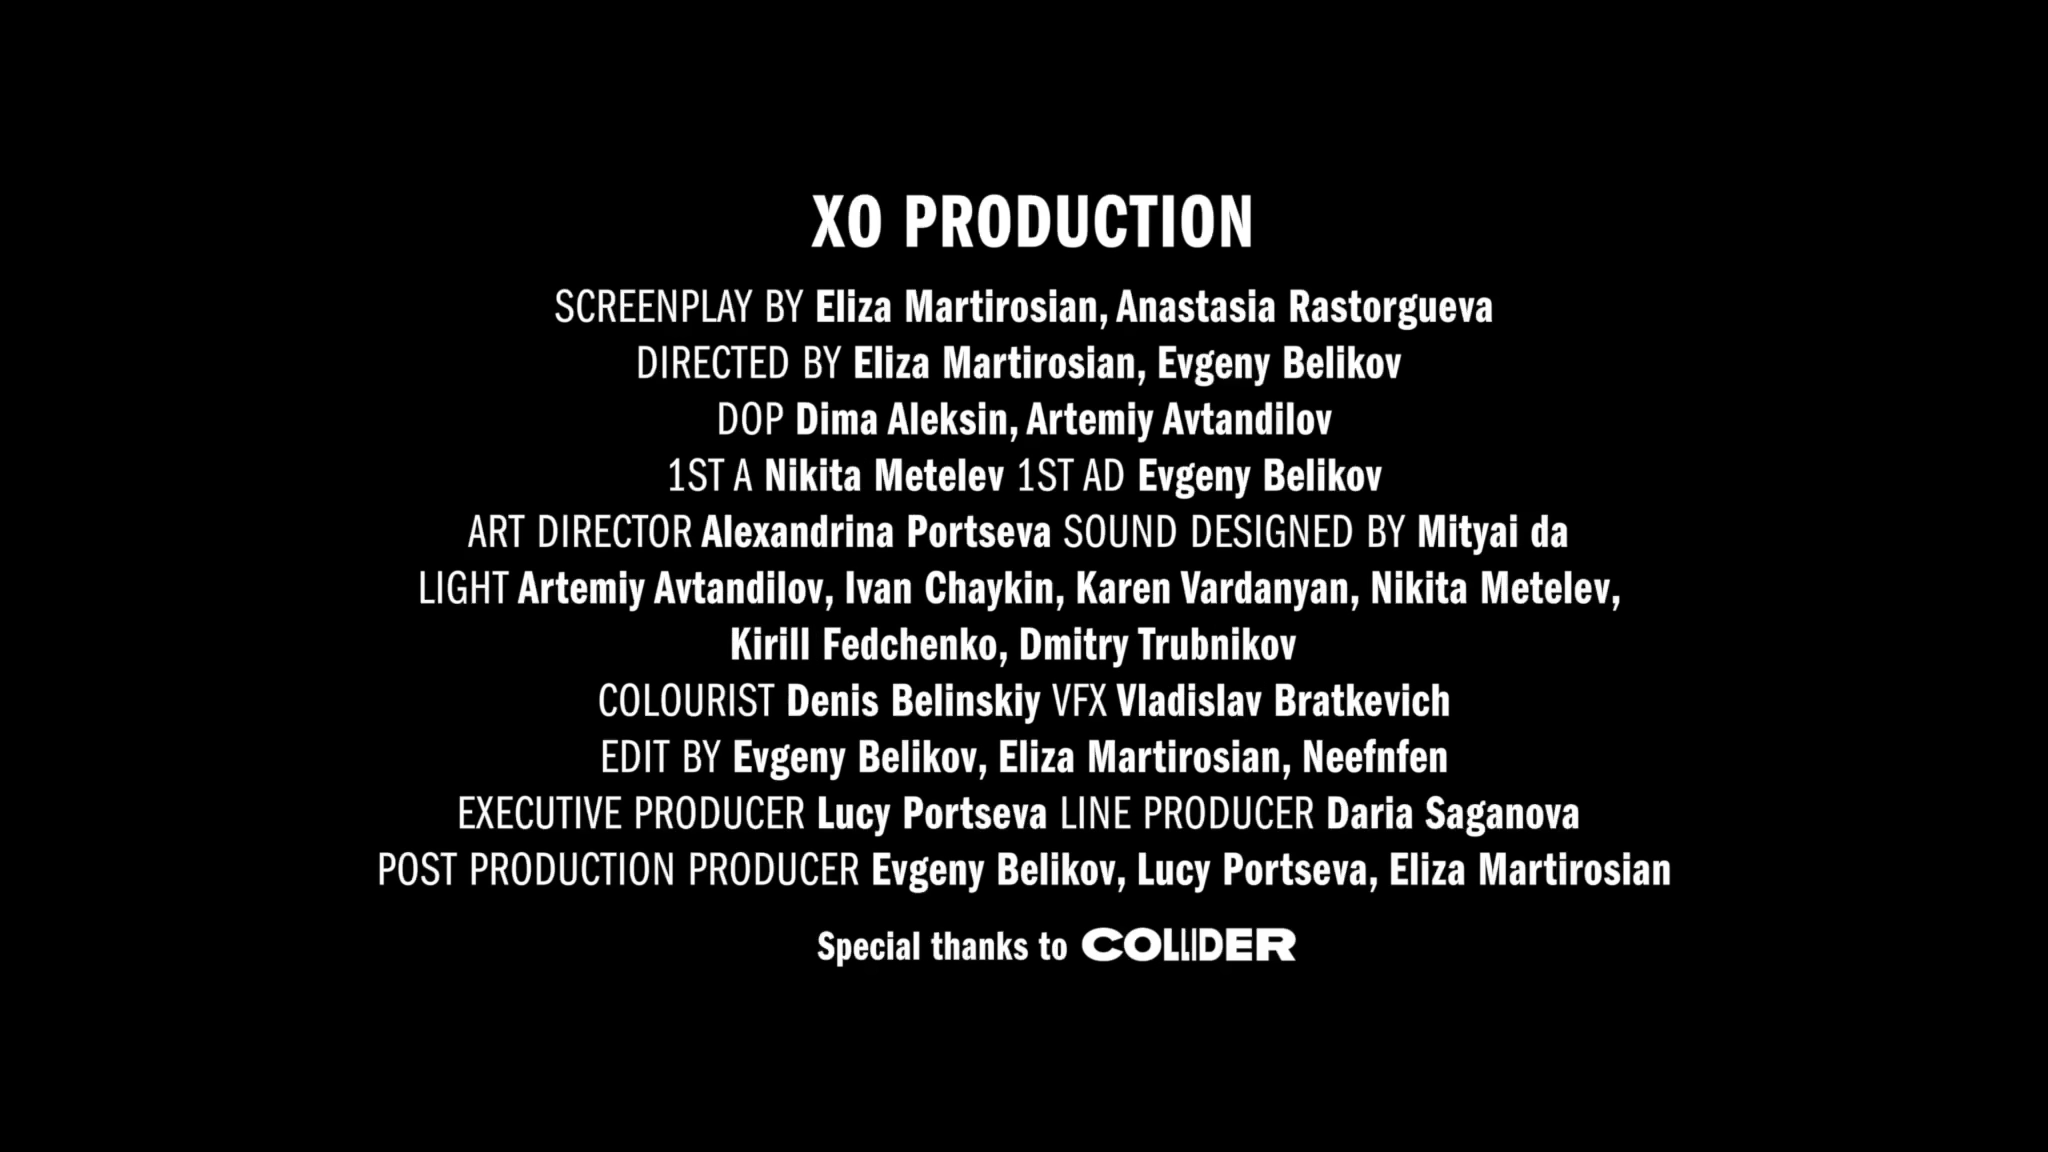 XO PRODUCTION
SCREENPLAY BY Eliza Martirosian, Anastasia Rastorgueva
DIRECTED BY Eliza Martirosian, Evgeny Belikov
DOP Dima Aleksin, Artemiy Avtandilov
1ST A Nikita Metelev 1ST AD Evgeny Belikov
ART DIRECTOR Alexandrina Portseva SOUND DESIGNED BY Mityai da
LIGHT Artemiy Avtandilov, Ivan Chaykin, Karen Vardanyan, Nikita Metelev,
Kirill Fedchenko, Dmitry Trubnikov
COLOURIST Denis Belinskiy VFX Vladislav Bratkevich
EDIT BY Evgeny Belikov, Eliza Martirosian, Neefnfen
EXECUTIVE PRODUCER Lucy Portseva LINE PRODUCER Daria Saganova
POST PRODUCTION PRODUCER Evgeny Belikov, Lucy Portseva, Eliza Martirosian
Special thanks to COLLIDER